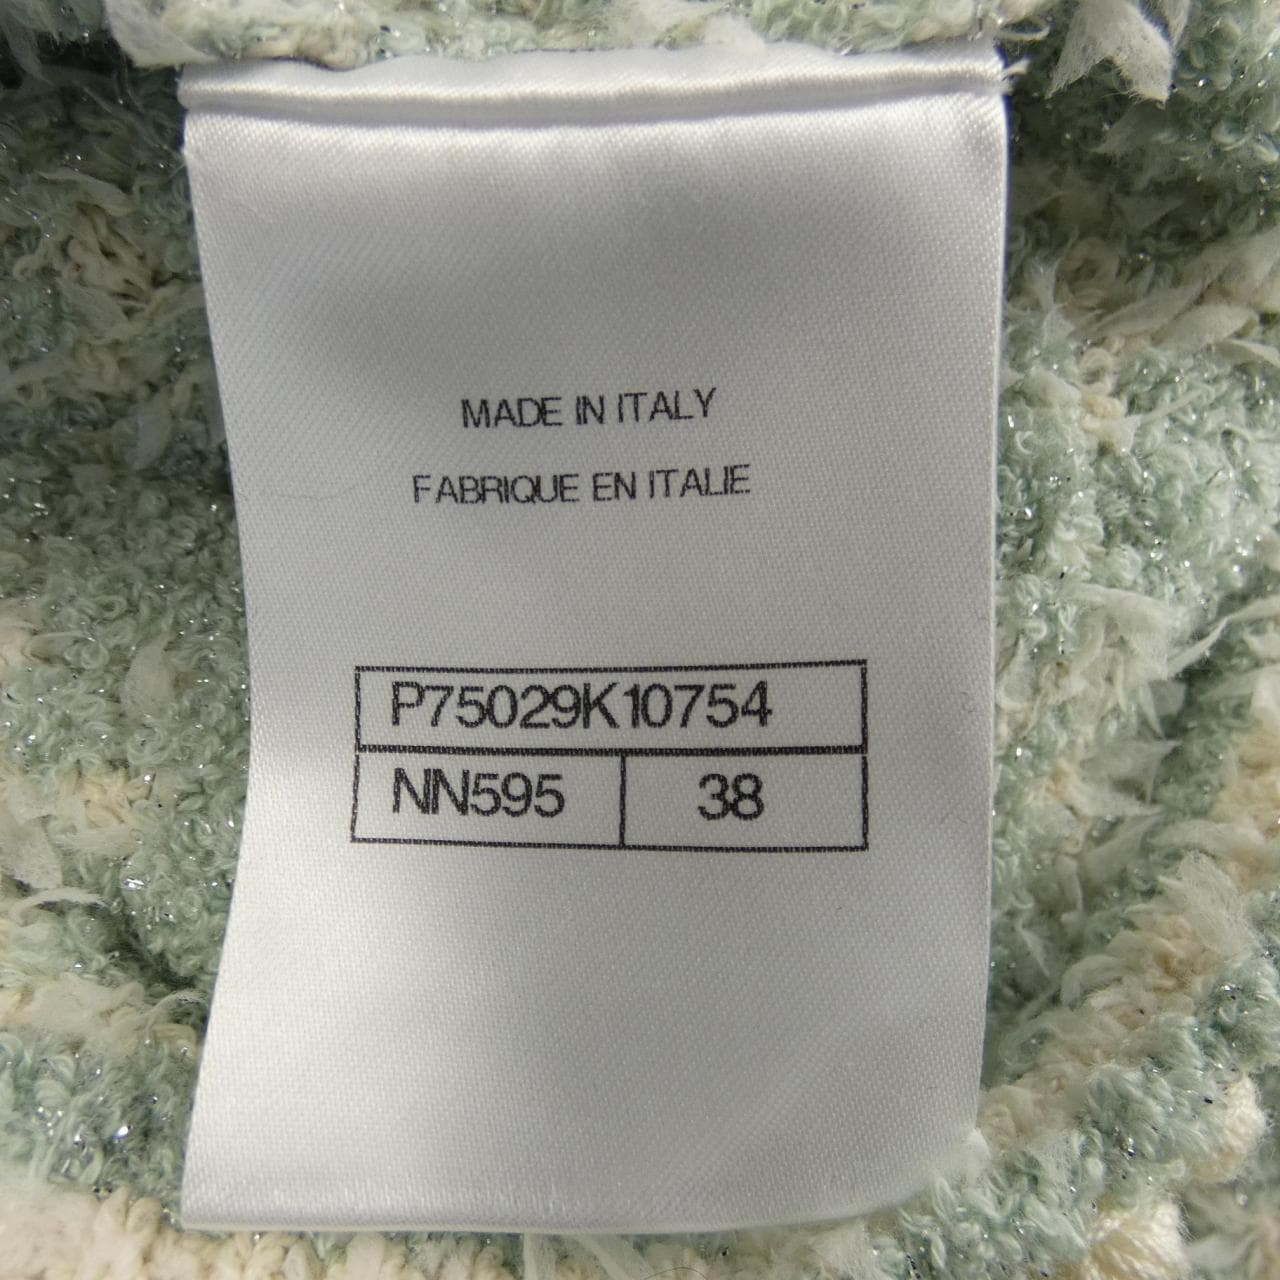 MADE IN ITALY
FABRIQUE EN ITALIE
P75029K10754
NN595 38